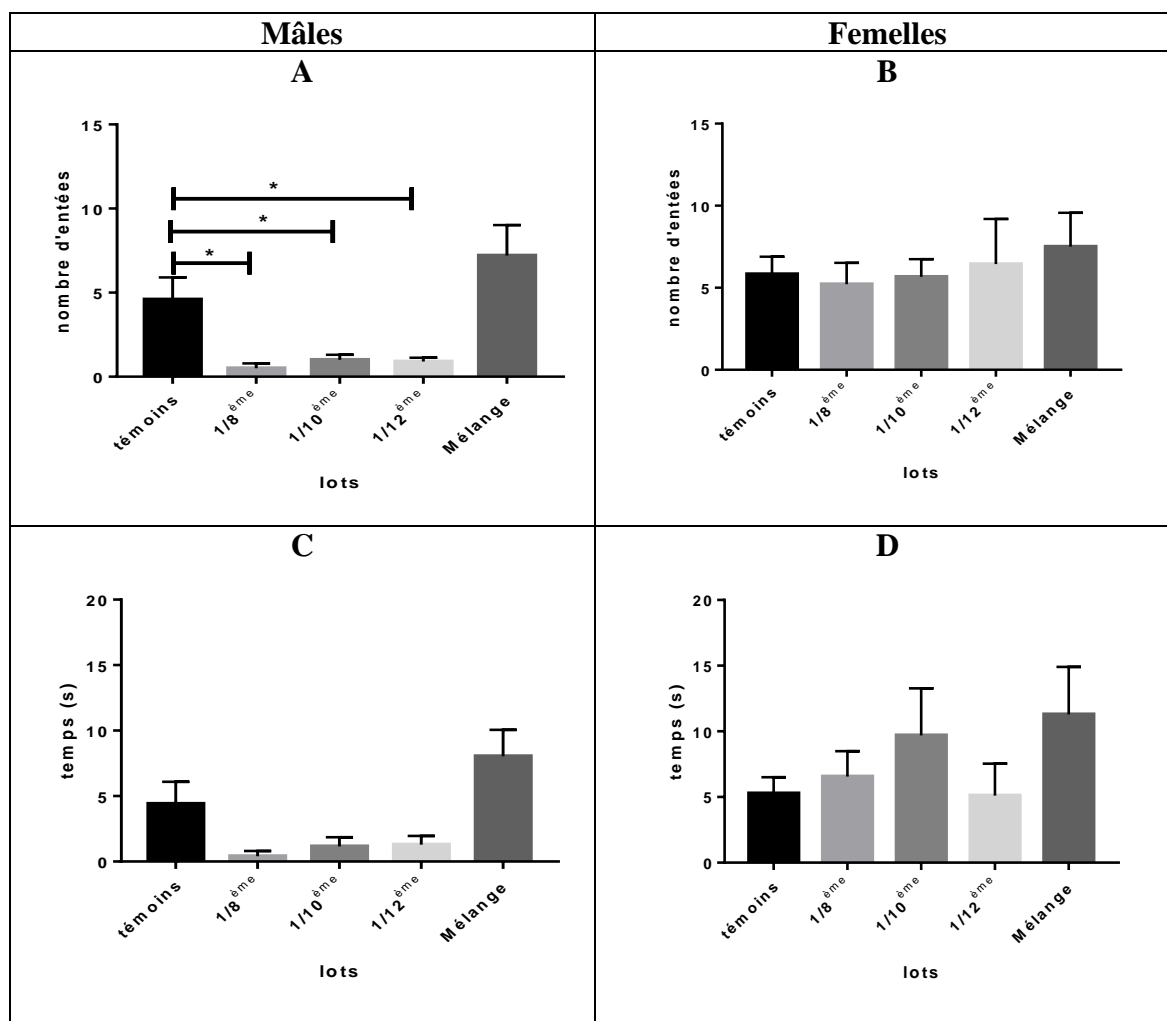 Mâles
Femelles
A
nombre d'entées
15
10
5
0
*
*
*
témoins
1/8ème
1/10ème
1/12ème
Mélange
lots
B
nombre d'entées
15
10
5
0
témoins
1/8ème
1/10ème
1/12ème
Mélange
lots
C
temps (s)
20
15
10
5
0
témoins
1/8ème
1/10ème
1/12ème
Mélange
lots
D
temps (s)
20
15
10
5
0
témoins
1/8ème
1/10ème
1/12ème
Mélange
lots